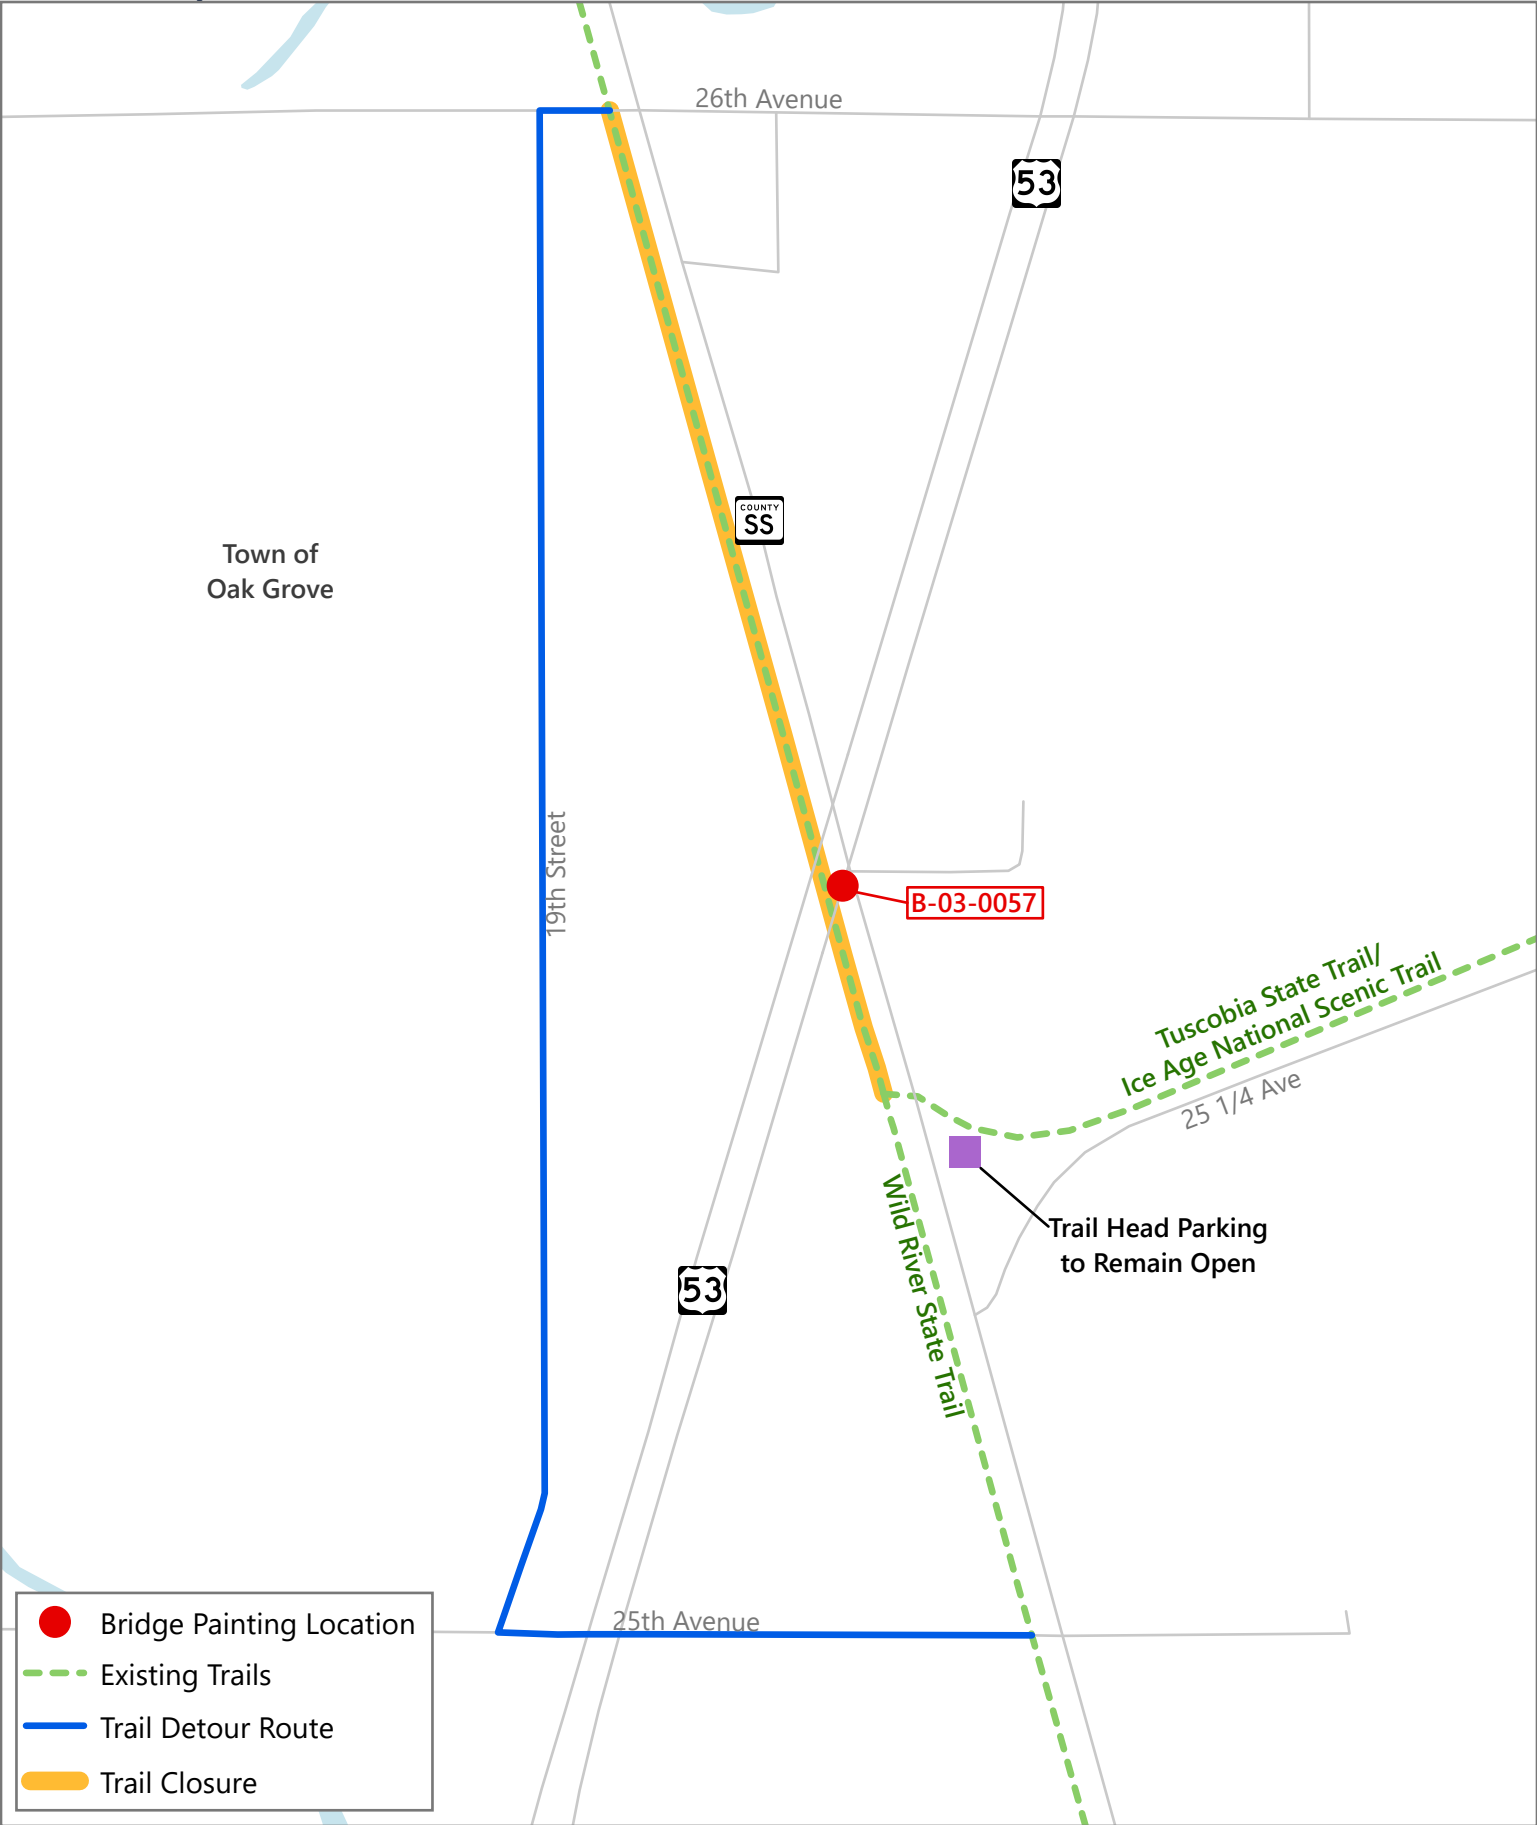 26th Avenue
53
COUNTY
SS
Town of
Oak Grove
19th Street
B-03-0057
Tuscobia State Trail/
Ice Age National Scenic Trail
25 1/4 Ave
Trail Head Parking
to Remain Open
Wild River State Trail
53
25th Avenue
Bridge Painting Location
Existing Trails
Trail Detour Route
Trail Closure